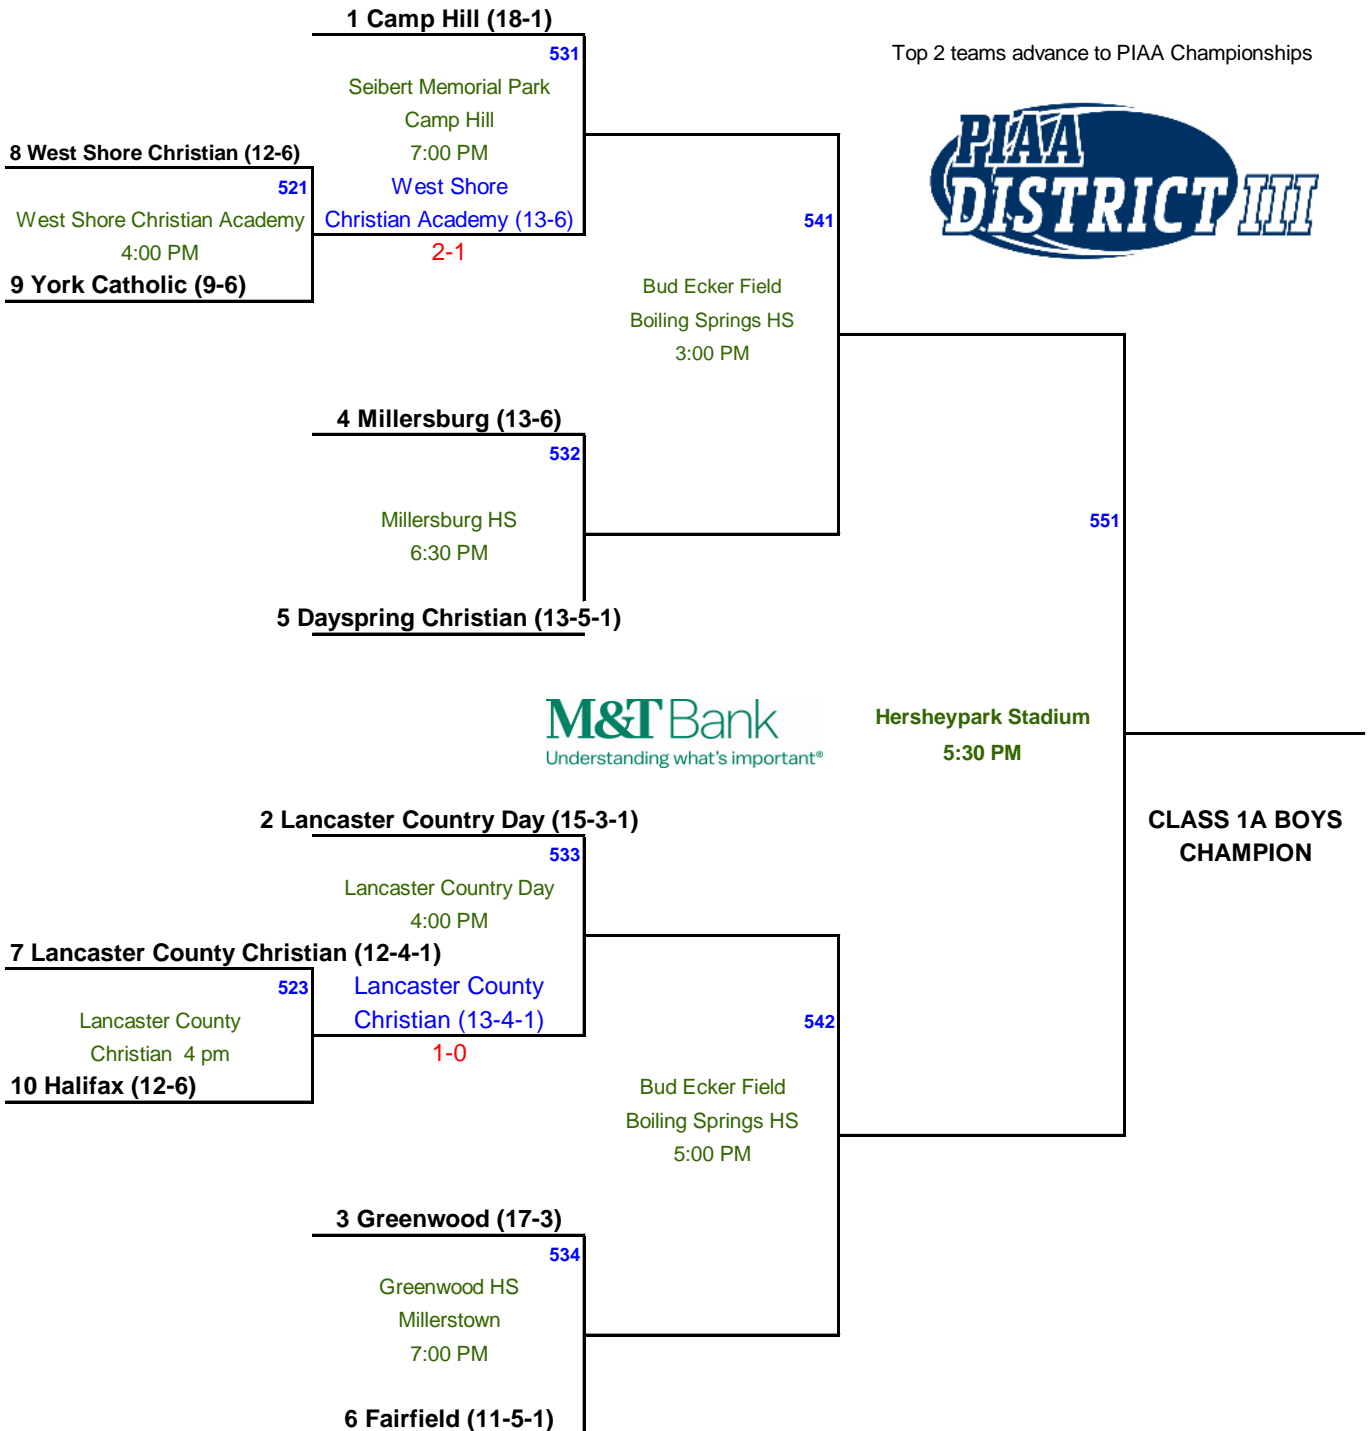 1 Camp Hill (18-1)
531
Top 2 teams advance to PIAA Championships
Seibert Memorial Park
Camp Hill
7:00 PM
PIAA
DISTRICT III
8 West Shore Christian (12-6)
521
West Shore Christian Academy
4:00 PM
9 York Catholic (9-6)
West Shore
Christian Academy (13-6)
2-1
541
Bud Ecker Field
Boiling Springs HS
3:00 PM
4 Millersburg (13-6)
532
Millersburg HS
6:30 PM
5 Dayspring Christian (13-5-1)
551
M&T Bank
Understanding what's important®
Hersheypark Stadium
5:30 PM
CLASS 1A BOYS
CHAMPION
2 Lancaster Country Day (15-3-1)
533
Lancaster Country Day
4:00 PM
7 Lancaster County Christian (12-4-1)
523
Lancaster County
Christian  4 pm
10 Halifax (12-6)
Lancaster County
Christian (13-4-1)
1-0
542
Bud Ecker Field
Boiling Springs HS
5:00 PM
3 Greenwood (17-3)
534
Greenwood HS
Millerstown
7:00 PM
6 Fairfield (11-5-1)